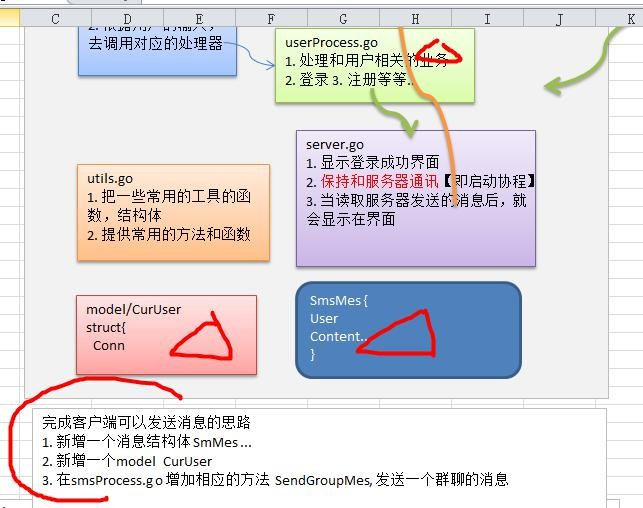 C D E F G H I J K
2. 根据用户的输入，
去调用对应的处理器
userProcess.go
1. 处理和用户相关的业务
2. 登录 3. 注册等等..
server.go
1. 显示登录成功界面
2. 保持和服务器通讯【即启动协程】
3. 当读取服务器发送的消息后，就
会显示在界面
utils.go
1. 把一些常用的工具的函
数，结构体
2. 提供常用的方法和函数
model/CurUser
struct{
Conn
SmsMes {
User
Content..
}
完成客户端可以发送消息的思路
1. 新增一个消息结构体 SmMes ...
2. 新增一个model CurUser
3. 在smsProcess.go 增加相应的方法 SendGroupMes, 发送一个群聊的消息